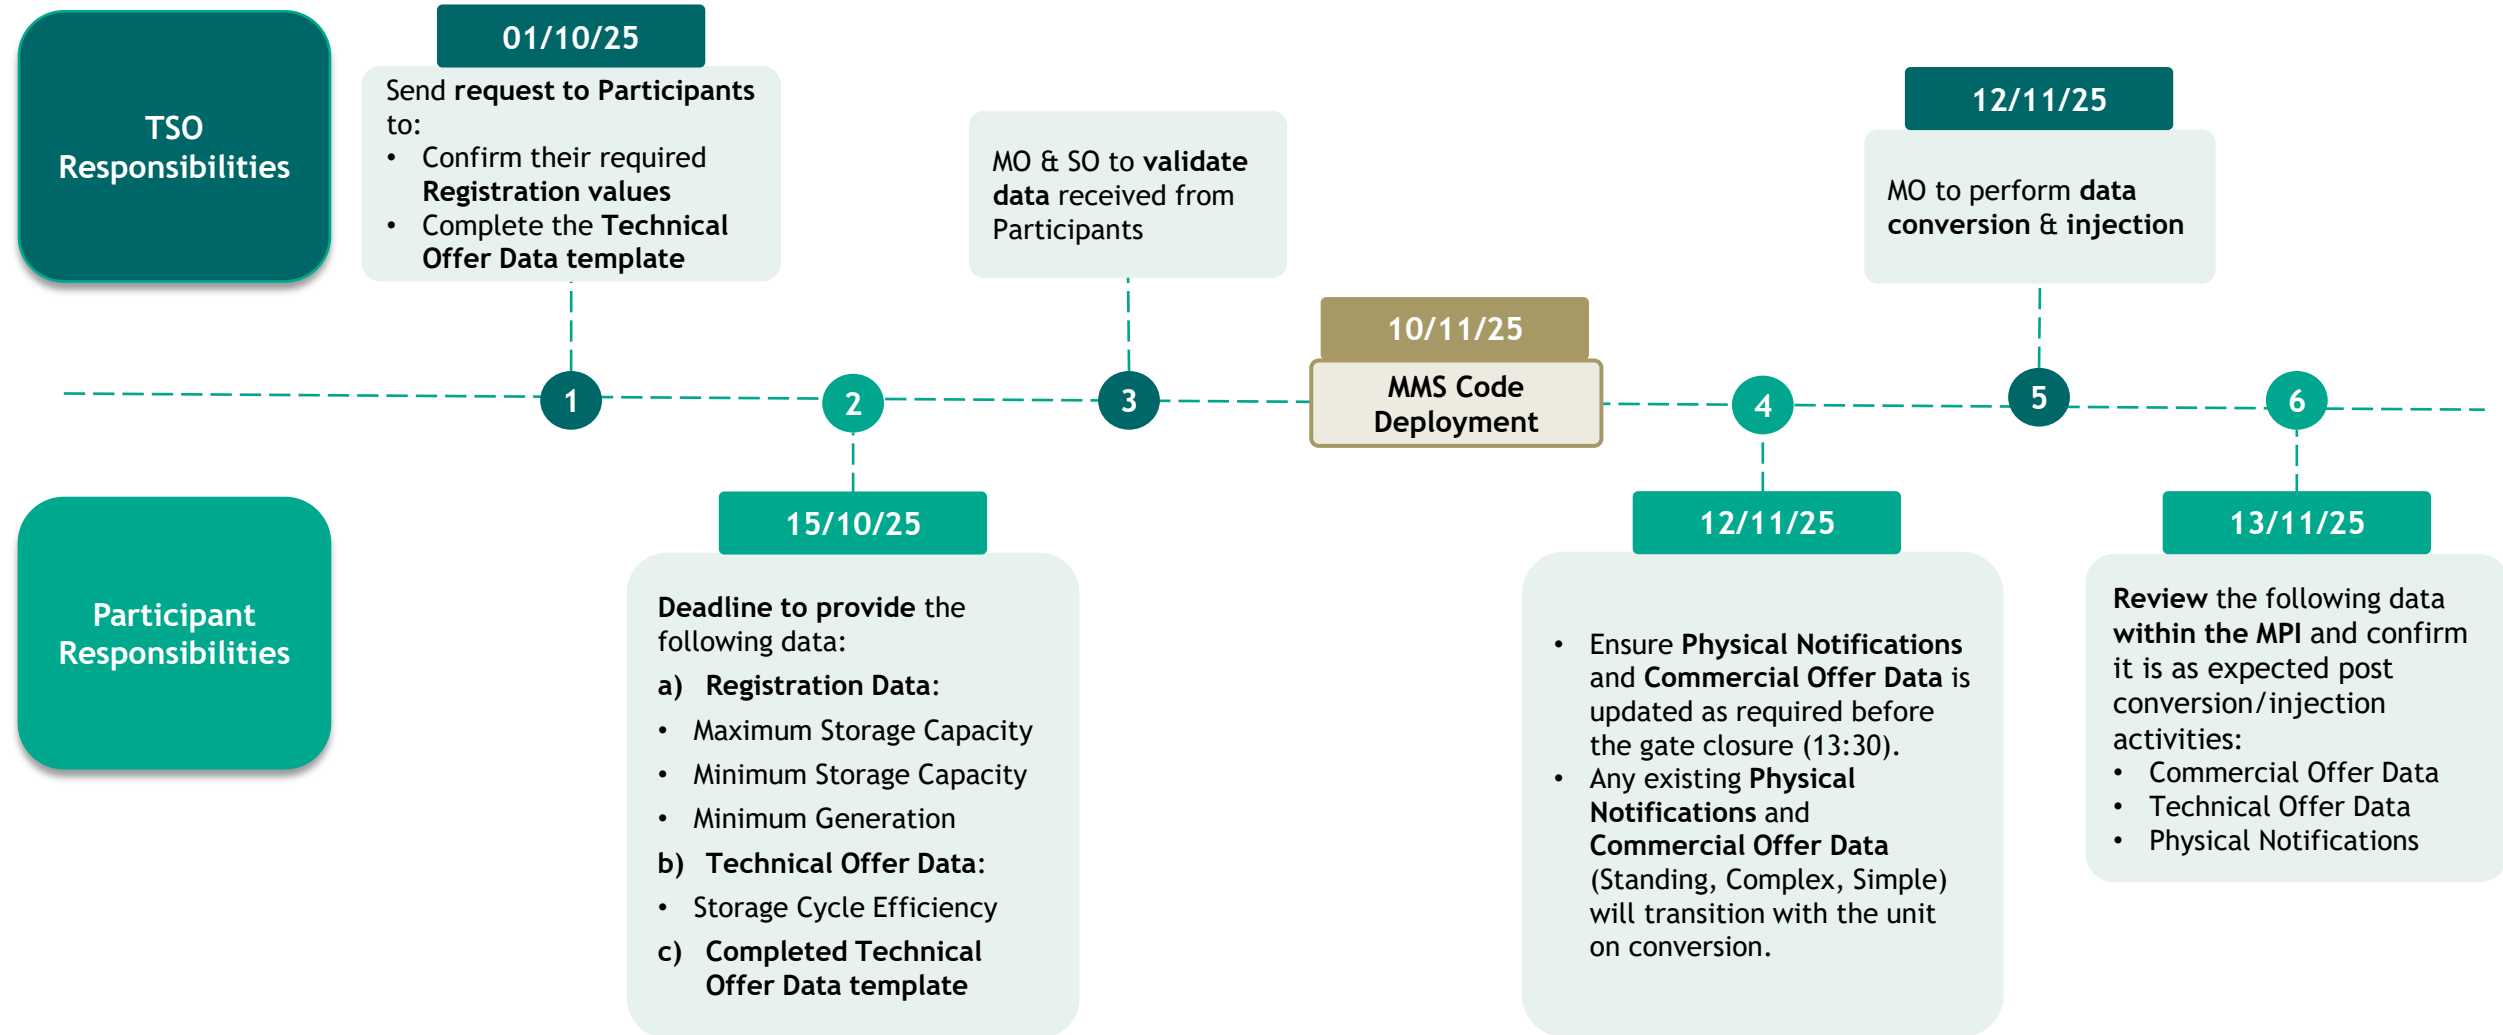 TSO
Responsibilities
01/10/25
Send request to Participants
to:
• Confirm their required
Registration values
• Complete the Technical
Offer Data template
MO & SO to validate
data received from
Participants
12/11/25
MO to perform data
conversion & injection
10/11/25
MMS Code
Deployment
1
2
3
4
5
6
Participant
Responsibilities
15/10/25
Deadline to provide the
following data:
a) Registration Data:
• Maximum Storage Capacity
• Minimum Storage Capacity
• Minimum Generation
b) Technical Offer Data:
• Storage Cycle Efficiency
c) Completed Technical
Offer Data template
12/11/25
• Ensure Physical Notifications
and Commercial Offer Data is
updated as required before
the gate closure (13:30).
• Any existing Physical
Notifications and
Commercial Offer Data
(Standing, Complex, Simple)
will transition with the unit
on conversion.
13/11/25
Review the following data
within the MPI and confirm
it is as expected post
conversion/injection
activities:
• Commercial Offer Data
• Technical Offer Data
• Physical Notifications